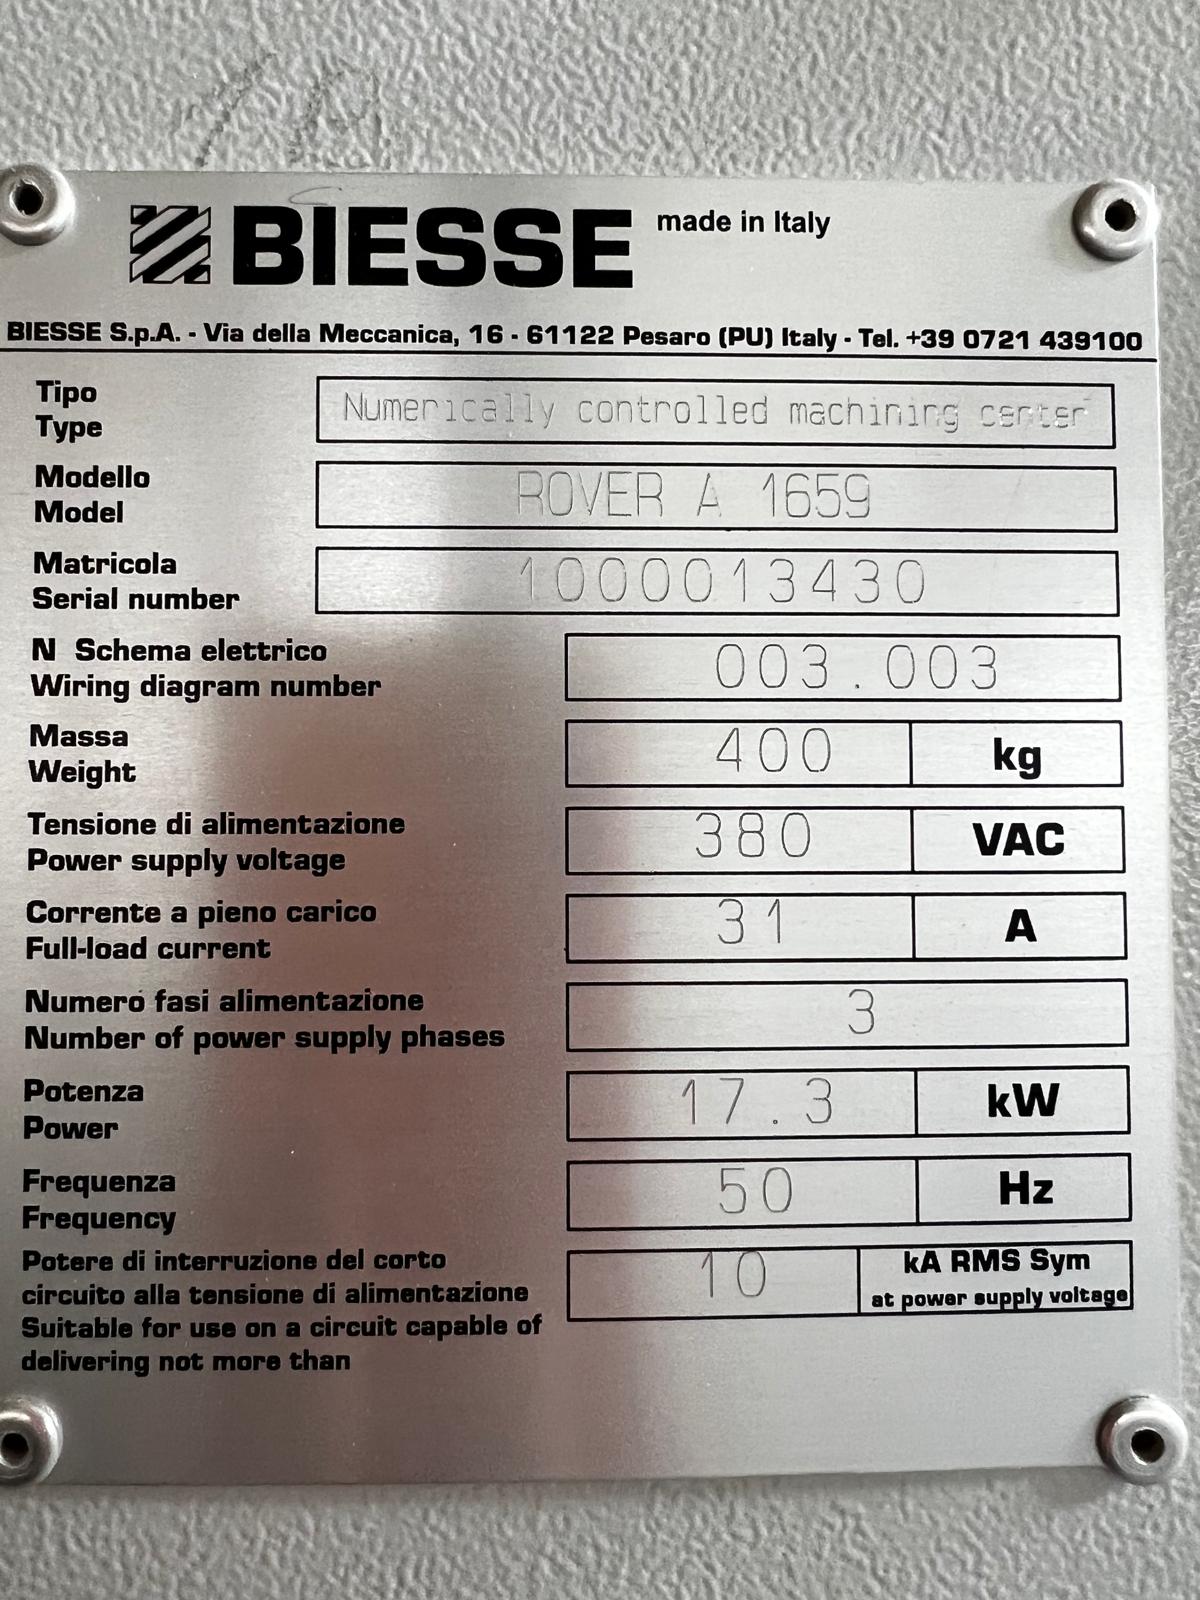 BIESSE made in Italy
BIESSE S.p.A. - Via della Meccanica, 16 - 61122 Pesaro (PU) Italy - Tel. +39 0721 439100
Tipo
Type
Numerically controlled machining center
Modello
Model
ROVER A 1659
Matricola
Serial number
1000013430
N Schema elettrico
Wiring diagram number
003.003
Massa
Weight
400 kg
Tensione di alimentazione
Power supply voltage
380 VAC
Corrente a pieno carico
Full-load current
31 A
Numero fasi alimentazione
Number of power supply phases
3
Potenza
Power
17.3 kW
Frequenza
Frequency
50 Hz
Potere di interruzione del corto
circuito alla tensione di alimentazione
Suitable for use on a circuit capable of
delivering not more than
10 kA RMS Sym
at power supply voltage